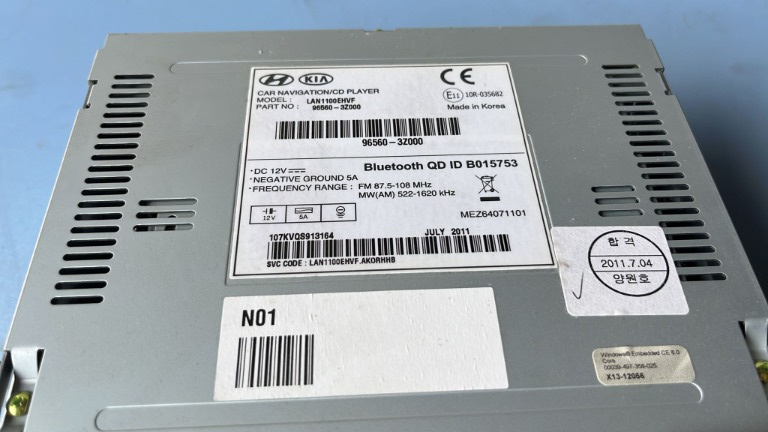 KIA
CE
CAR NAVIGATION/CD PLAYER
MODEL : LAN1100EHVF
PART NO : 96560-3Z000
E11 10R-035682
Made in Korea
96560-3Z000
·DC 12V
Bluetooth QD ID B015753
·NEGATIVE GROUND 5A
·FREQUENCY RANGE : FM 87.5-108 MHz
MW(AM) 522-1620 kHz
12V 5A
MEZ64071101
107KVQS913164
JULY 2011
SVC CODE : LAN1100EHVF.AKORHHB
합격
2011.7.04
양원호
N01
Windows® Embedded CE 6.0
Core
X13-12066